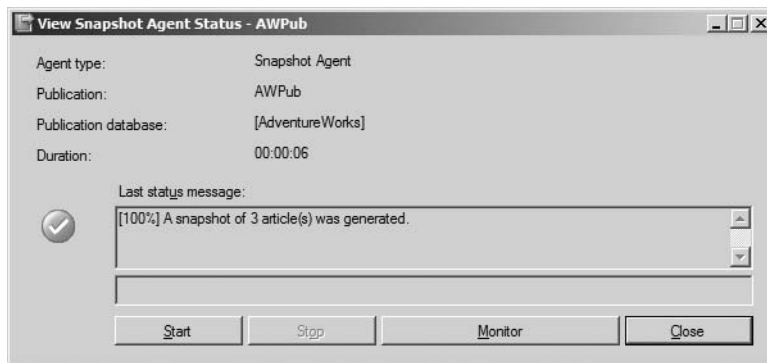 View Snapshot Agent Status - AWPub
Agent type: Snapshot Agent
Publication: AWPub
Publication database: [AdventureWorks]
Duration: 00:00:06
Last status message:
[100%] A snapshot of 3 article(s) was generated.
Start Stop Monitor Close